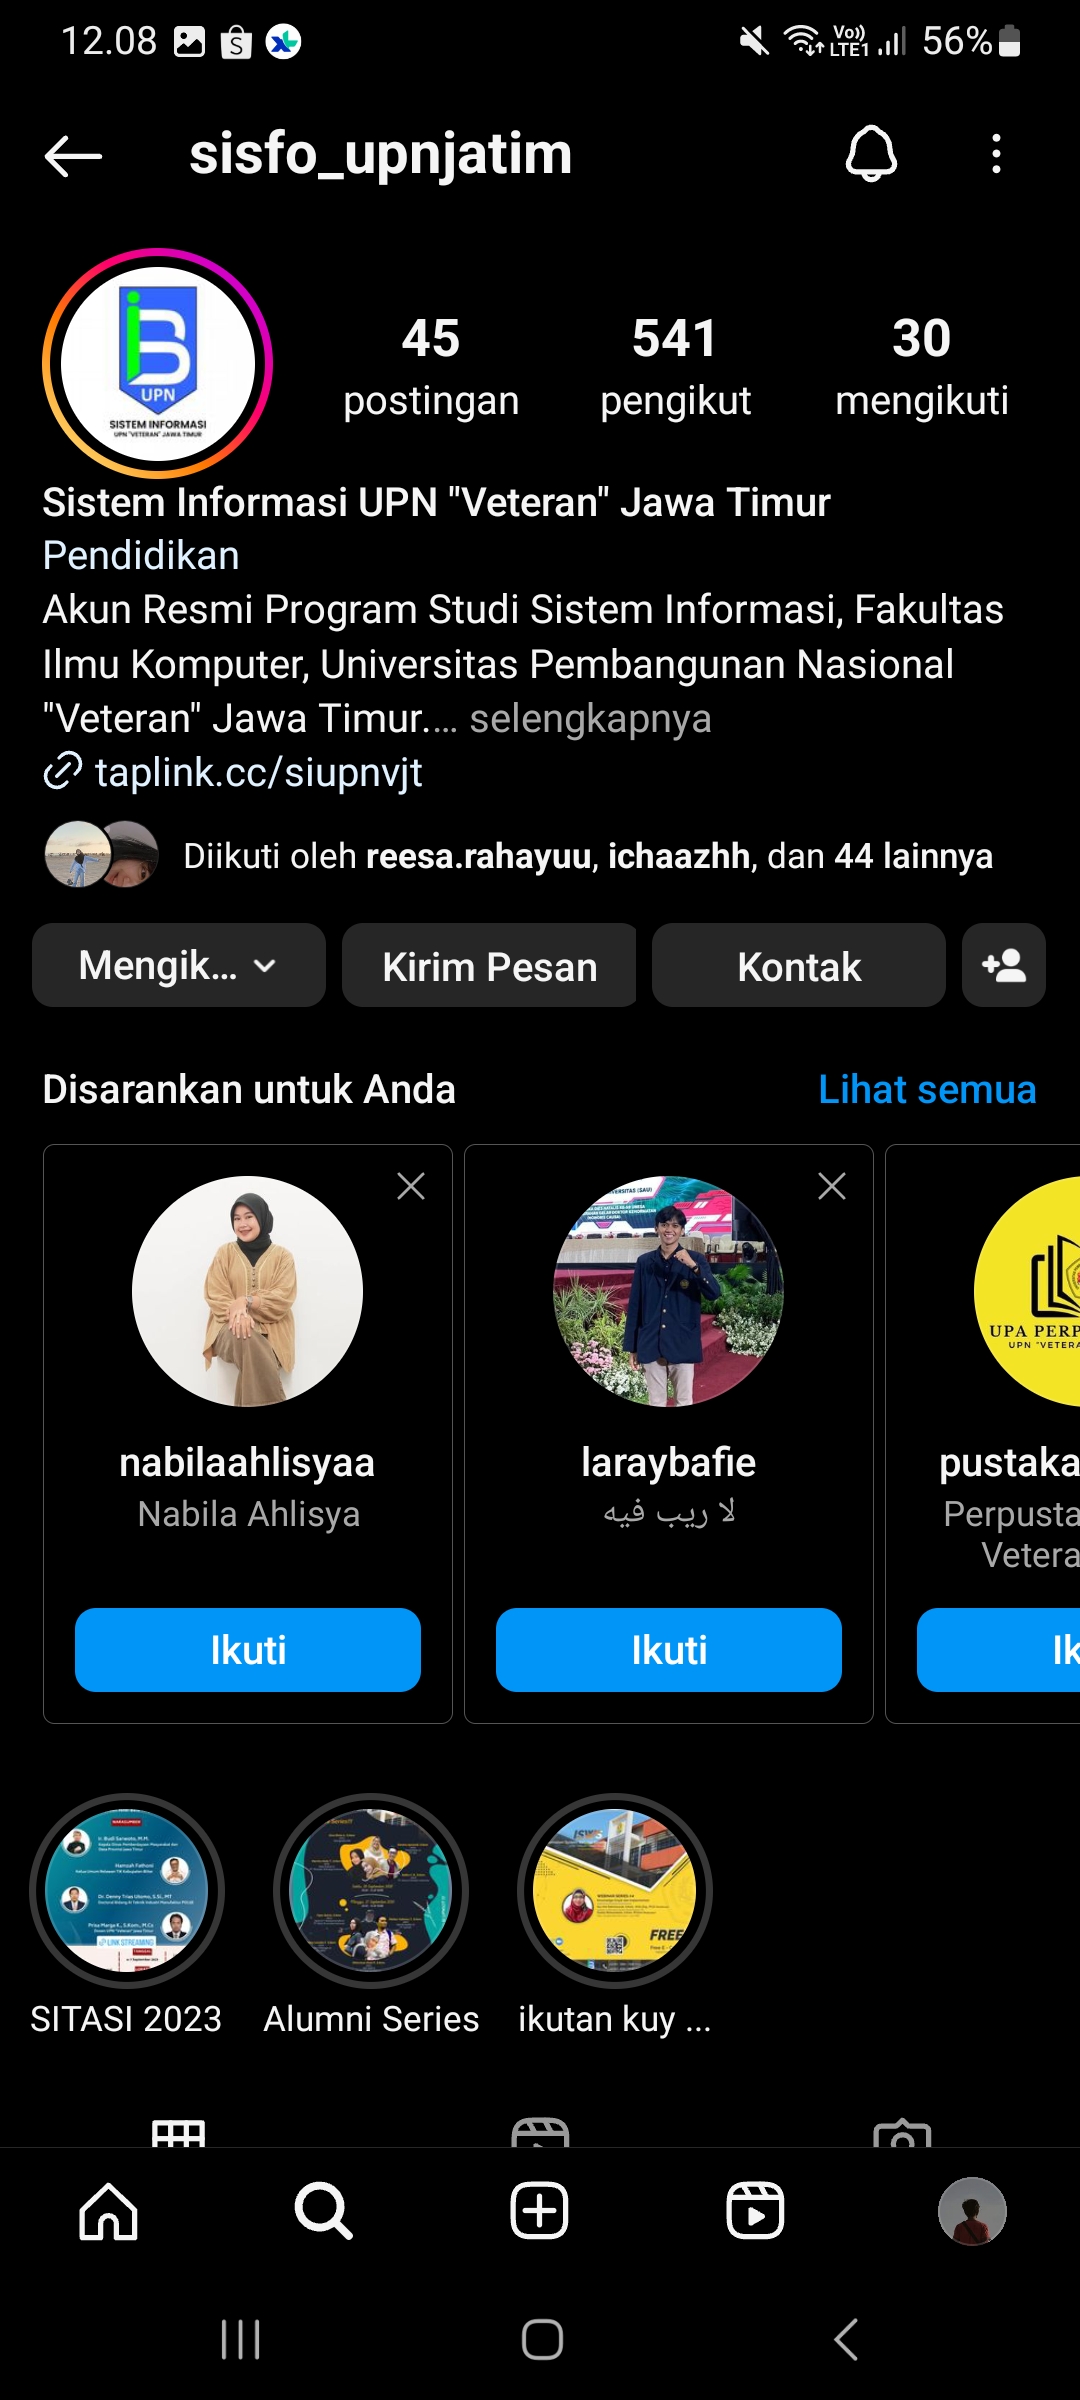 12.08
Vo))
LTE1
56%
sisfo_upnjatim
UPN
SISTEM INFORMASI
UPN "VETERAN" JAWA TIMUR
45
postingan
541
pengikut
30
mengikuti
Sistem Informasi UPN "Veteran" Jawa Timur
Pendidikan
Akun Resmi Program Studi Sistem Informasi, Fakultas
Ilmu Komputer, Universitas Pembangunan Nasional
"Veteran" Jawa Timur.... selengkapnya
taplink.cc/siupnvjt
Diikuti oleh reesa.rahayuu, ichaazhh, dan 44 lainnya
Mengik...
Kirim Pesan
Kontak
Disarankan untuk Anda
Lihat semua
nabilaahlisyaa
Nabila Ahlisya
Ikuti
laraybafie
لا ريب فيه
Ikuti
UPA PERP
UPN "VETERA
pustaka
Perpusta
Vetera
Ik
LINK STREAMING
FREE
SITASI 2023
Alumni Series
ikutan kuy ...